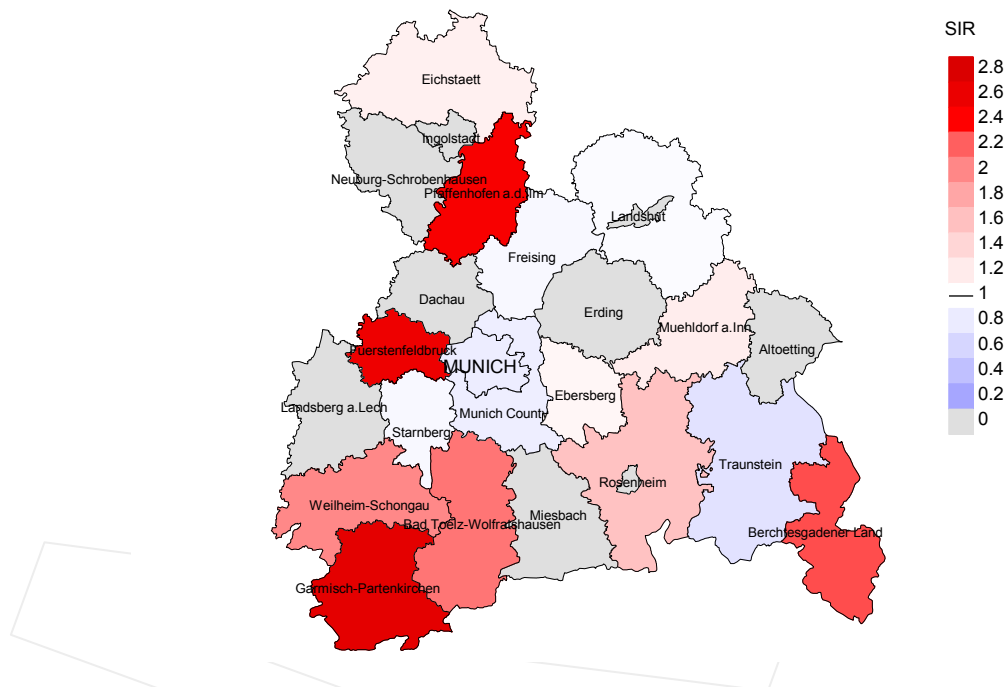 SIR
2.8
2.6
2.4
2.2
2
1.8
1.6
1.4
1.2
1
0.8
0.6
0.4
0.2
0
Eichstaett
Ingolstadt
Neuburg-Schrobenhausen
Pfaffenhofen a.d.Ilm
Landshut
Freising
Dachau
Erding
Muehldorf a.Inn
Altoetting
Fuerstenfeldbruck
MUNICH
Ebersberg
Landsberg a.Lech
Munich County
Starnberg
Traunstein
Rosenheim
Weilheim-Schongau
Miesbach
Bad Toelz-Wolfratshausen
Berchtesgadener Land
Garmisch-Partenkirchen